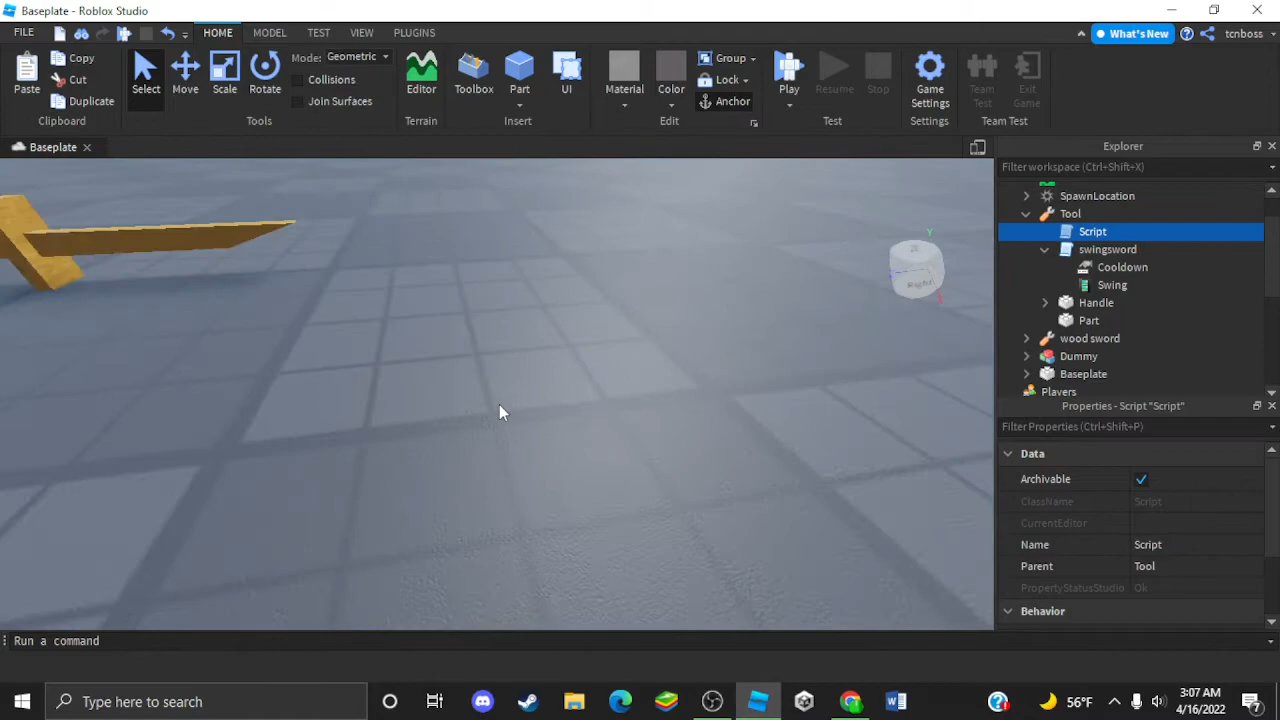 Baseplate - Roblox Studio
FILE HOME MODEL TEST VIEW PLUGINS What's New tcnboss
Paste Copy Cut Duplicate Clipboard
Select Move Scale Rotate Mode: Geometric Collisions Join Surfaces Tools
Editor Terrain
Toolbox Part UI Insert
Material Color Group Lock Anchor Edit
Play Resume Stop Test
Game Settings Settings
Team Test Exit Game Team Test
Baseplate
Explorer
Filter workspace (Ctrl+Shift+X)
SpawnLocation
Tool
Script
swingsword
Cooldown
Swing
Handle
Part
wood sword
Dummy
Baseplate
Players
Y
Right
X
Properties - Script "Script"
Filter Properties (Ctrl+Shift+P)
Data
Archivable
ClassName Script
CurrentEditor
Name Script
Parent Tool
PropertyStatusStudio Ok
Behavior
Run a command
Type here to search
56°F
3:07 AM
4/16/2022
7